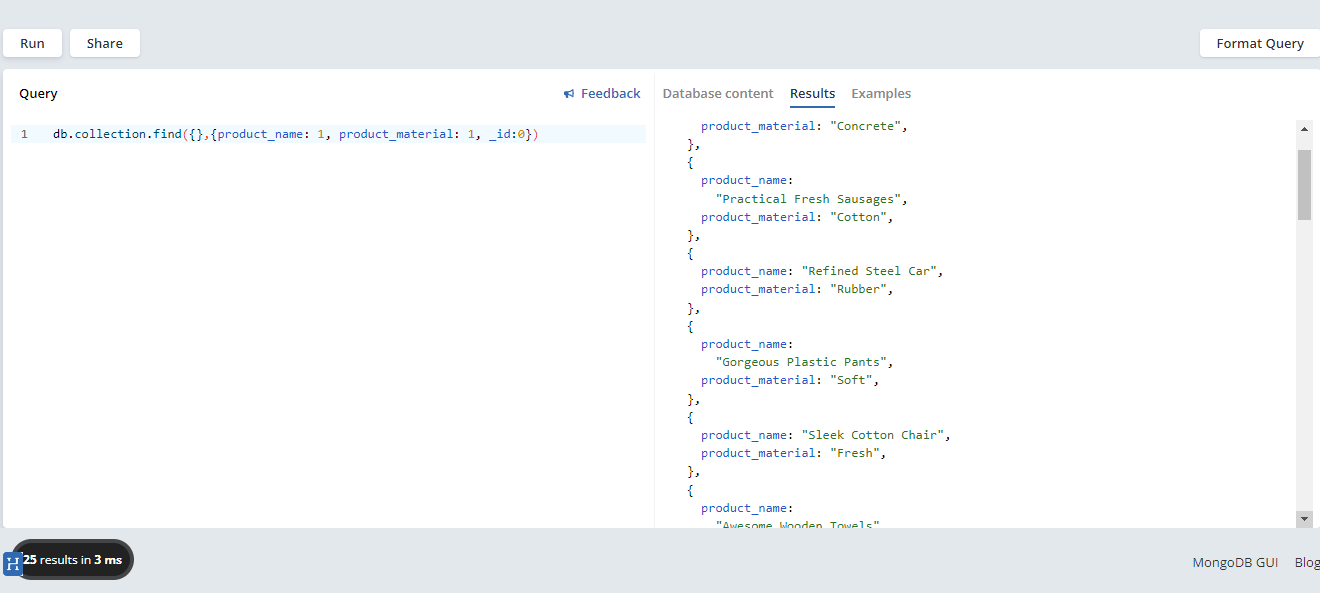 Run
Share
Format Query
Query
Feedback
Database content
Results
Examples
1 db.collection.find({},{product_name: 1, product_material: 1, _id:0})
product_material: "Concrete",
},
{
product_name:
"Practical Fresh Sausages",
product_material: "Cotton",
},
{
product_name: "Refined Steel Car",
product_material: "Rubber",
},
{
product_name:
"Gorgeous Plastic Pants",
product_material: "Soft",
},
{
product_name: "Sleek Cotton Chair",
product_material: "Fresh",
},
{
product_name:
"Awesome Wooden Towels"
H
25 results in 3 ms
MongoDB GUI
Blog